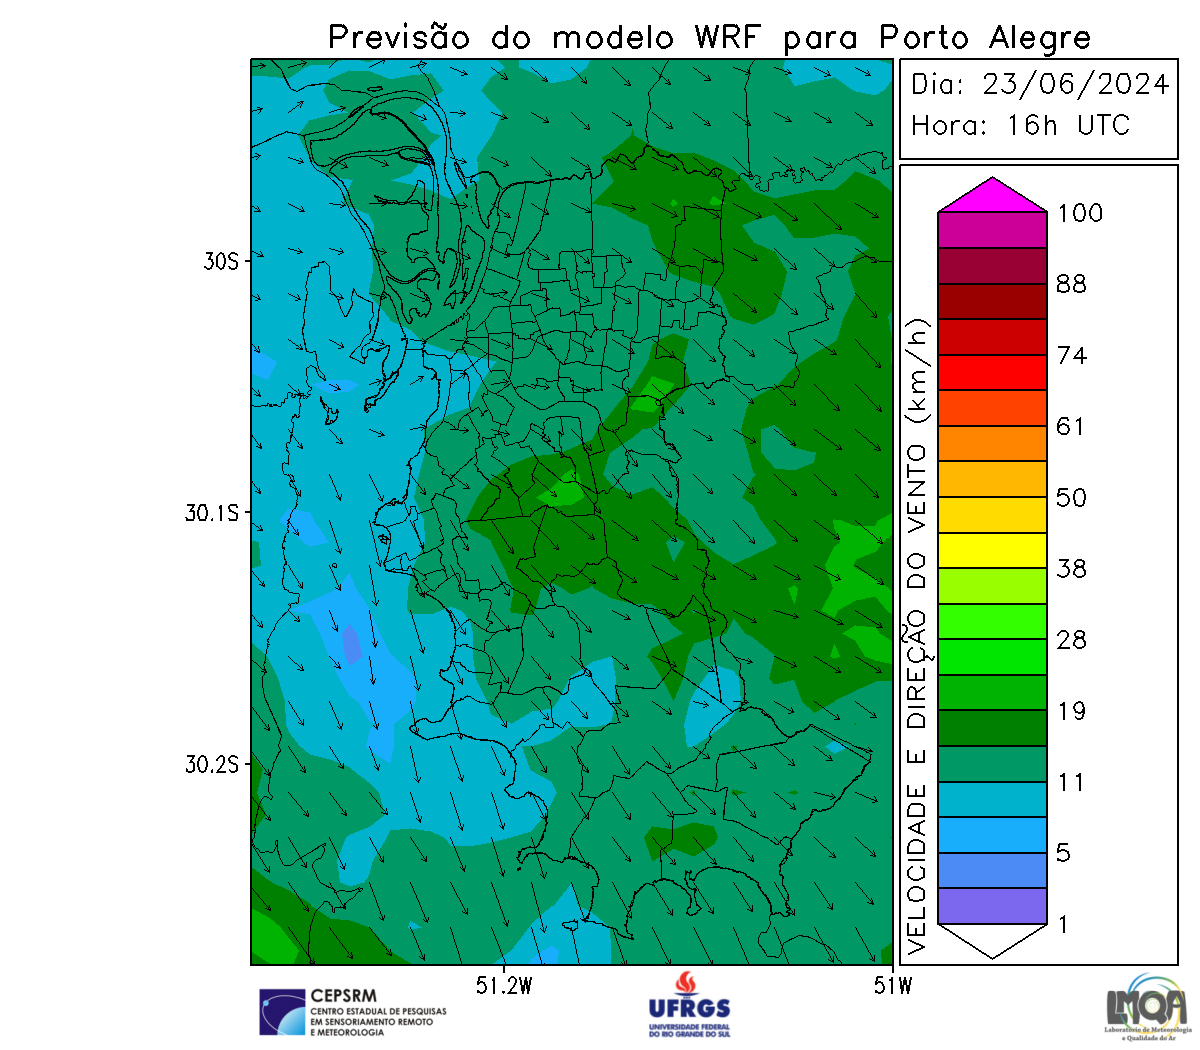 Previsão do modelo WRF para Porto Alegre
Dia: 23/06/2024
Hora: 16h UTC
30S
30.1S
30.2S
51.2W
51W
VELOCIDADE E DIREÇÃO DO VENTO (km/h)
100
88
74
61
50
38
28
19
11
5
1
CEPSRM
CENTRO ESTADUAL DE PESQUISAS
EM SENSORIAMENTO REMOTO
E METEOROLOGIA
UFRGS
UNIVERSIDADE FEDERAL
DO RIO GRANDE DO SUL
LMQA
Laboratório de Meteorologia
e Qualidade do Ar